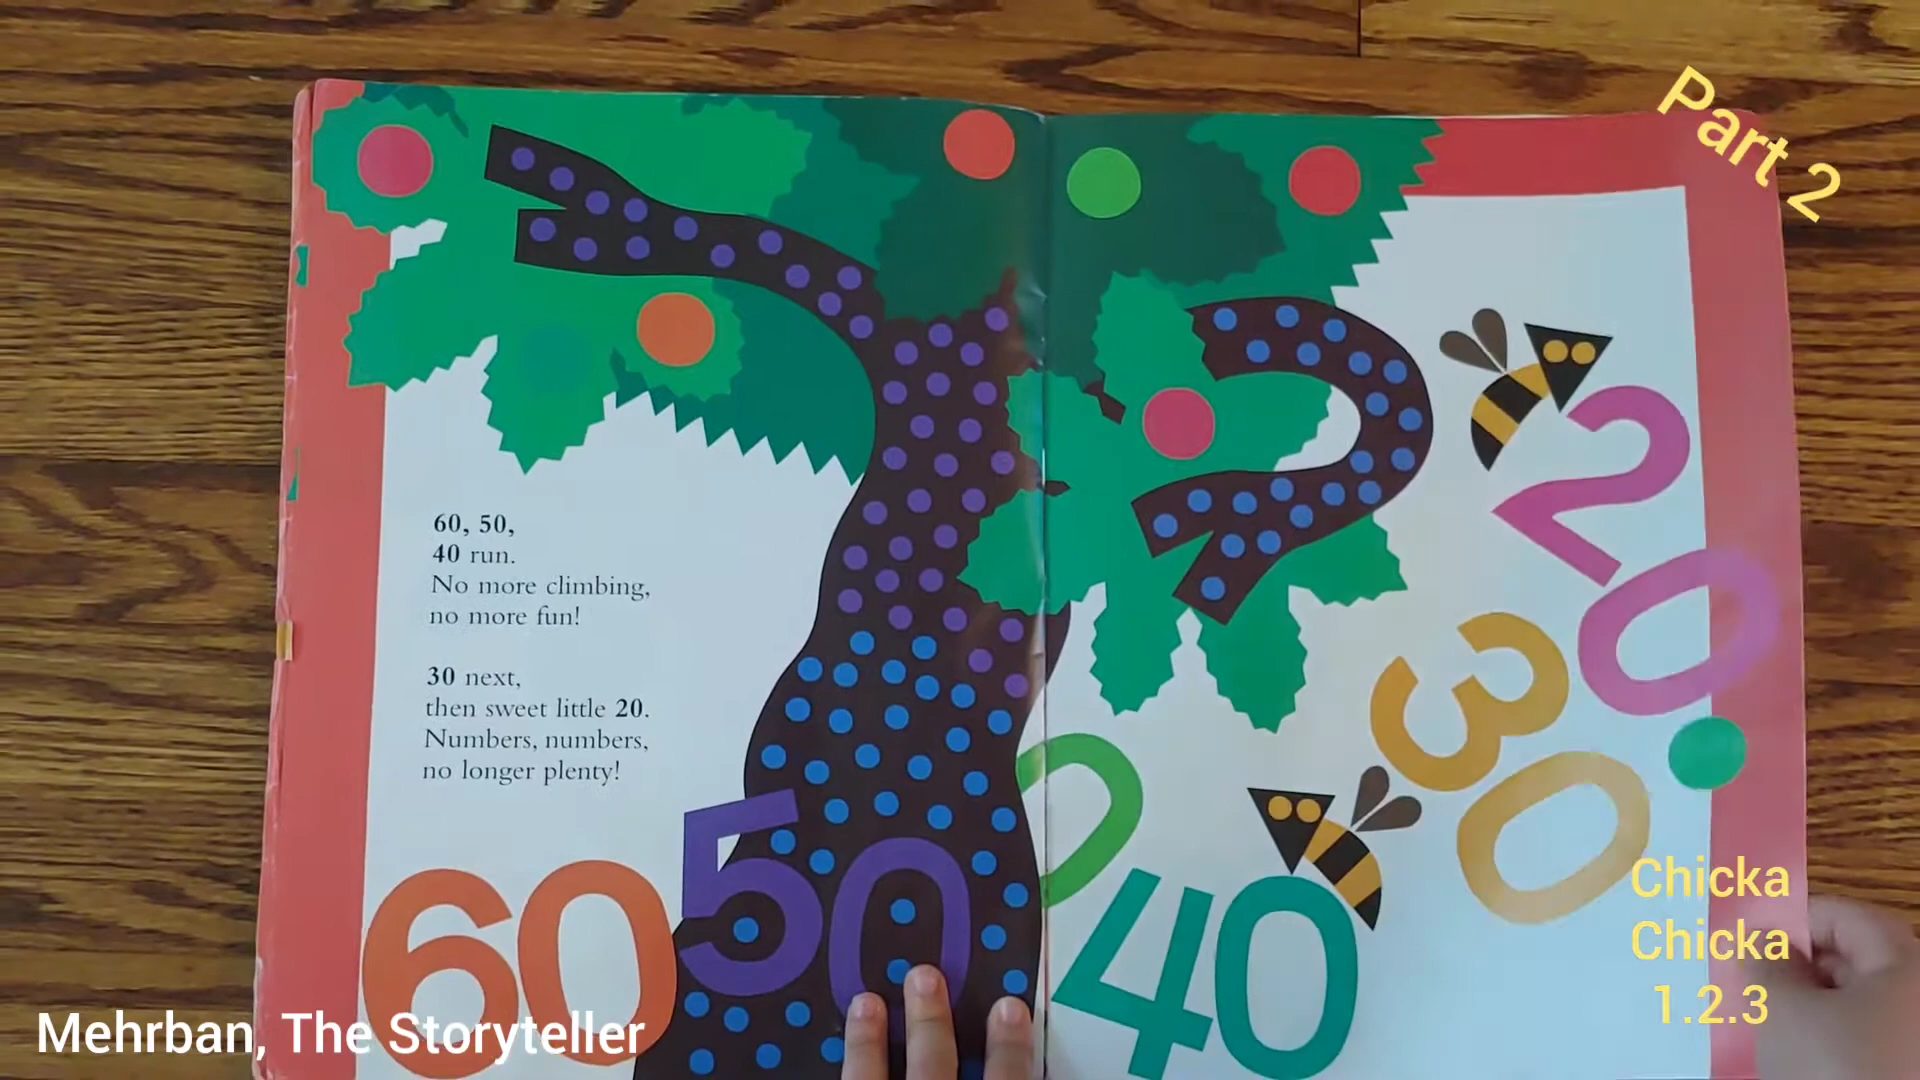 Part 2
60, 50,
40 run.
No more climbing,
no more fun!
30 next,
then sweet little 20.
Numbers, numbers,
no longer plenty!
60
50
0
40
30
20
Chicka
Chicka
1.2.3
Mehrban, The Storyteller